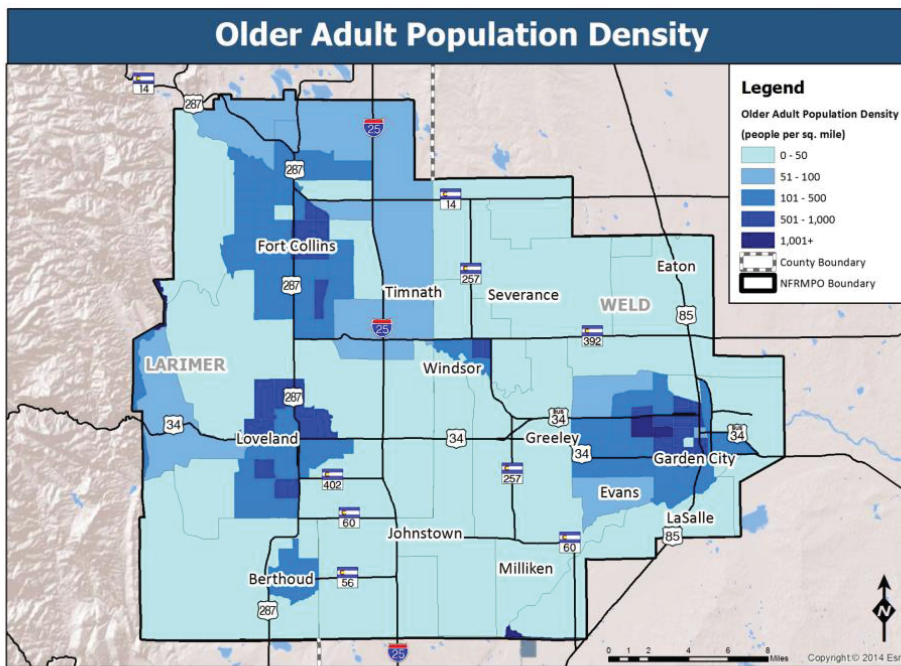 Older Adult Population Density
Legend
Older Adult Population Density
(people per sq. mile)
0 - 50
51 - 100
101 - 500
501 - 1,000
1,001+
County Boundary
NFRMPO Boundary
14
287
25
287
14
Fort Collins
Eaton
257
287
Timnath
Severance
WELD
85
25
392
LARIMER
Windsor
287
BUS
34
34
Loveland
34
Greeley
34
BUS
34
Garden City
402
257
Evans
60
LaSalle
Johnstown
60
85
Milliken
Berthoud
56
287
25
N
0 1 2 4 6 8
Miles
Copyright:© 2014 Esr